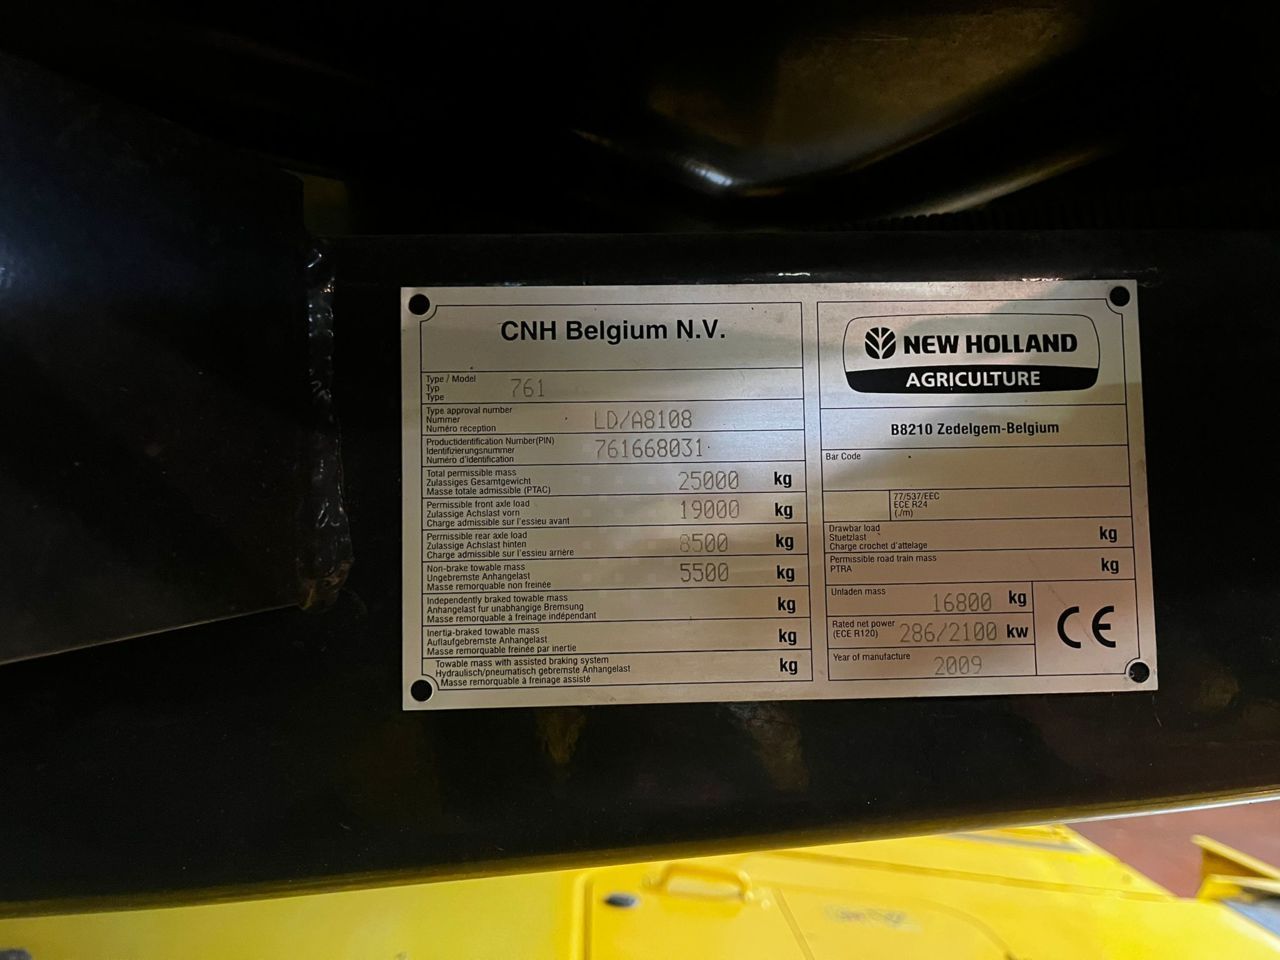 CNH Belgium N.V.
Type / Model
Typ
Type
761
Type approval number
Nummer
Numéro réception
LD/A8108
Productidentification Number(PIN)
Identifizierungsnummer
Numéro d'identification
761668031
Total permissible mass
Zulassiges Gesamtgewicht
Masse totale admissible (PTAC)
25000 kg
Permissible front axle load
Zulassige Achslast vorn
Charge admissible sur l'essieu avant
19000 kg
Permissible rear axle load
Zulassige Achslast hinten
Charge admissible sur l'essieu arrière
8500 kg
Non-brake towable mass
Ungebremste Anhangelast
Masse remorquable non freinée
5500 kg
Independently braked towable mass
Anhangelast fur unabhangige Bremsung
Masse remorquable à freinage indépendant
kg
Inertia-braked towable mass
Auflaufgebremste Anhangelast
Masse remorquable freinée par inertie
kg
Towable mass with assisted braking system
Hydraulisch/pneumatisch gebremste Anhangelast
Masse remorquable à freinage assisté
kg
NEW HOLLAND
AGRICULTURE
B8210 Zedelgem-Belgium
Bar Code
77/537/EEC
ECE R24
(./m)
Drawbar load
Stuetzlast
Charge crochet d'attelage
kg
Permissible road train mass
PTRA
kg
Unladen mass
16800 kg
Rated net power
(ECE R120)
286/2100 kw
Year of manufacture
2009
CE